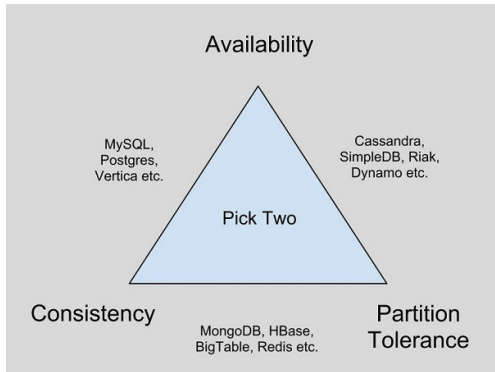 Availability
MySQL,
Postgres,
Vertica etc.
Cassandra,
SimpleDB, Riak,
Dynamo etc.
Pick Two
Consistency
Partition
Tolerance
MongoDB, HBase,
BigTable, Redis etc.